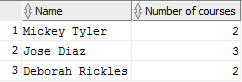 Name Number of courses
1 Mickey Tyler 2
2 Jose Diaz 3
3 Deborah Rickles 2